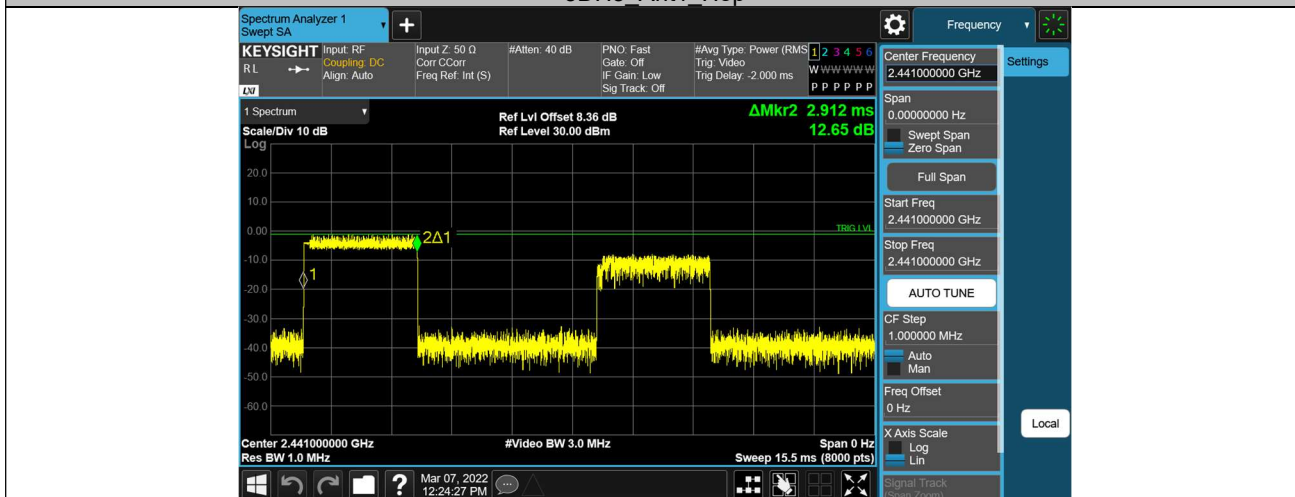 Spectrum Analyzer 1
Swept SA
Frequency
KEYSIGHT
RL
LXI
Input: RF
Coupling: DC
Align: Auto
Input Z: 50 Ω
Corr CCorr
Freq Ref: Int (S)
#Atten: 40 dB
PNO: Fast
Gate: Off
IF Gain: Low
Sig Track: Off
#Avg Type: Power (RMS
Trig: Video
Trig Delay: -2.000 ms
1 2 3 4 5 6
W W W W W W
P P P P P P
Center Frequency
2.441000000 GHz
Settings
1 Spectrum
Scale/Div 10 dB
Ref Lvl Offset 8.36 dB
Ref Level 30.00 dBm
ΔMkr2 2.912 ms
12.65 dB
Log
20.0
10.0
0.00
-10.0
-20.0
-30.0
-40.0
-50.0
-60.0
TRIG LVL
2Δ1
1
Center 2.441000000 GHz
Res BW 1.0 MHz
#Video BW 3.0 MHz
Span 0 Hz
Sweep 15.5 ms (8000 pts)
Span
0.00000000 Hz
Swept Span
Zero Span
Full Span
Start Freq
2.441000000 GHz
Stop Freq
2.441000000 GHz
AUTO TUNE
CF Step
1.000000 MHz
Auto
Man
Freq Offset
0 Hz
X Axis Scale
Log
Lin
Signal Track
(Span Zoom)
Local
?
Mar 07, 2022
12:24:27 PM